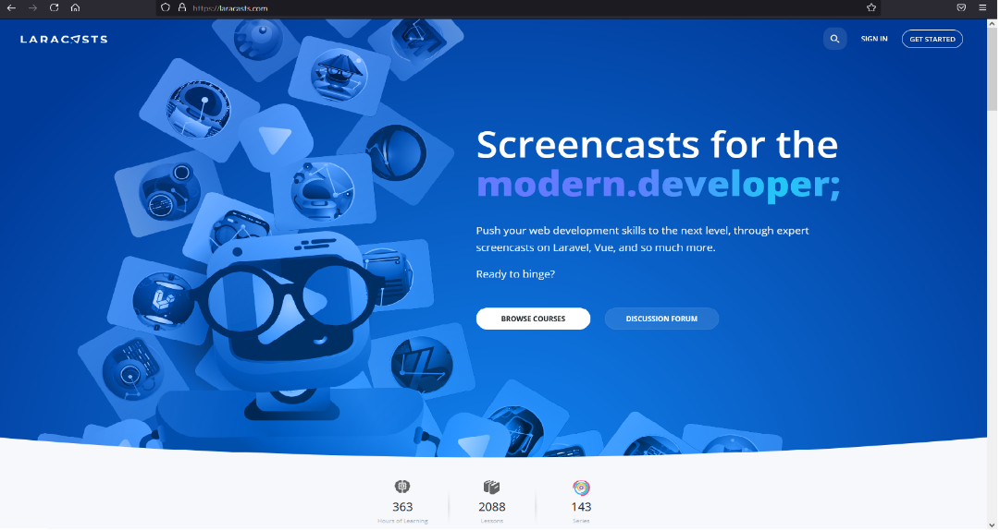 https://laracasts.com
LARACASTS
SIGN IN
GET STARTED
Screencasts for the
modern.developer;
Push your web development skills to the next level, through expert
screencasts on Laravel, Vue, and so much more.
Ready to binge?
BROWSE COURSES
DISCUSSION FORUM
363
2088
143
Hours of Learning
Lessons
Series